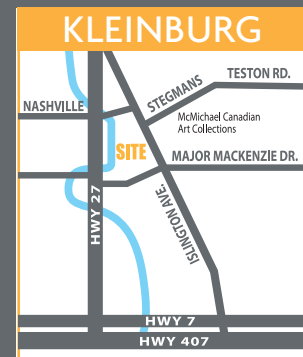 KLEINBURG
TESTON RD.
STEGMANS
NASHVILLE
McMichael Canadian
Art Collections
SITE
MAJOR MACKENZIE DR.
HWY 27
ISLINGTON AVE.
HWY 7
HWY 407